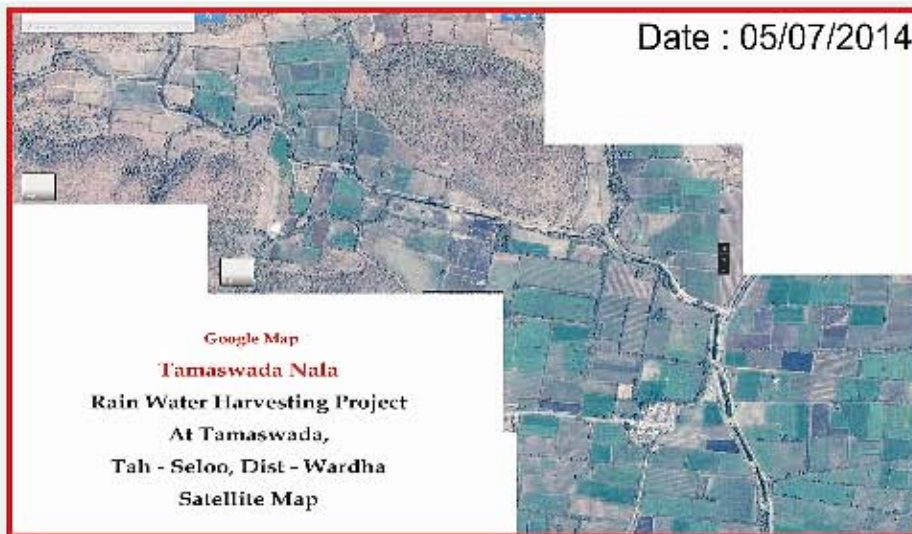 Date : 05/07/2014
Google Map
Tamaswada Nala
Rain Water Harvesting Project
At Tamaswada,
Tah - Seloo, Dist - Wardha
Satellite Map